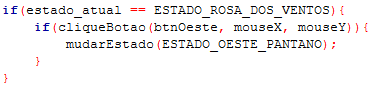 if(estado_atual == ESTADO_ROSA_DOS_VENTOS){
    if(cliqueBotao(btnOeste, mouseX, mouseY)){
        mudarEstado(ESTADO_OESTE_PANTANO);
    }
}